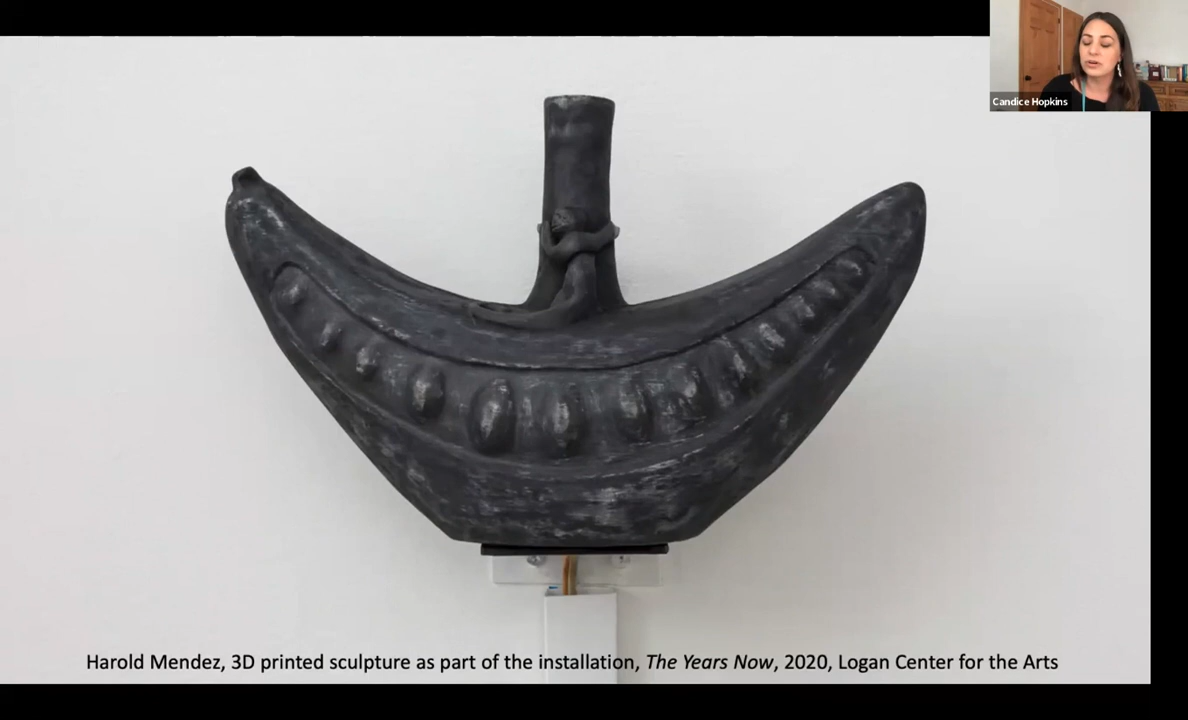 Candice Hopkins
Harold Mendez, 3D printed sculpture as part of the installation, The Years Now, 2020, Logan Center for the Arts